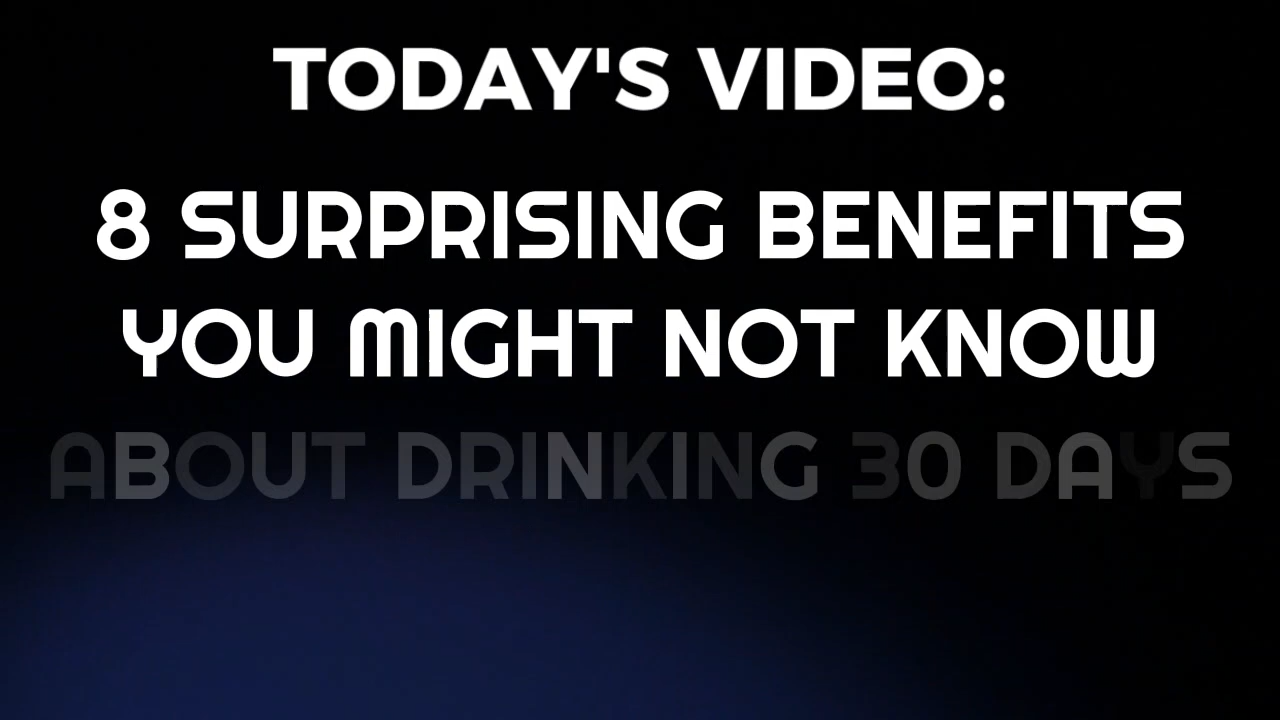 TODAY'S VIDEO:
8 SURPRISING BENEFITS
YOU MIGHT NOT KNOW
ABOUT DRINKING 30 DAYS